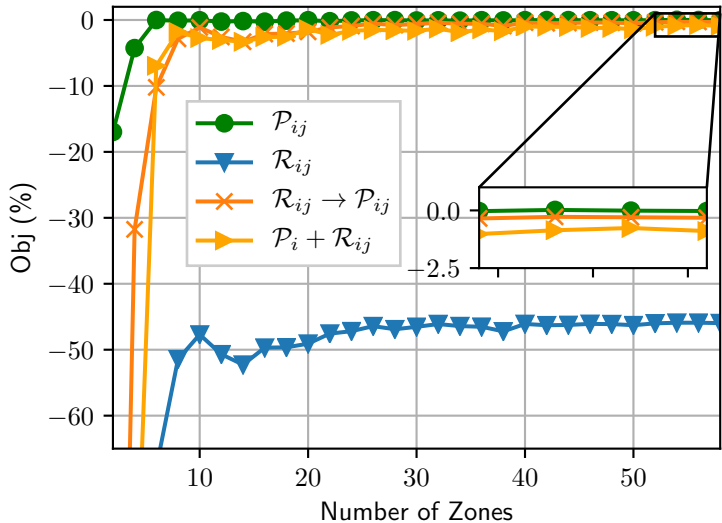 0
−10
−20
−30
−40
−50
−60
Obj (%)
𝒫ij
ℛij
ℛij → 𝒫ij
𝒫i + ℛij
0.0
−2.5
10 20 30 40 50
Number of Zones